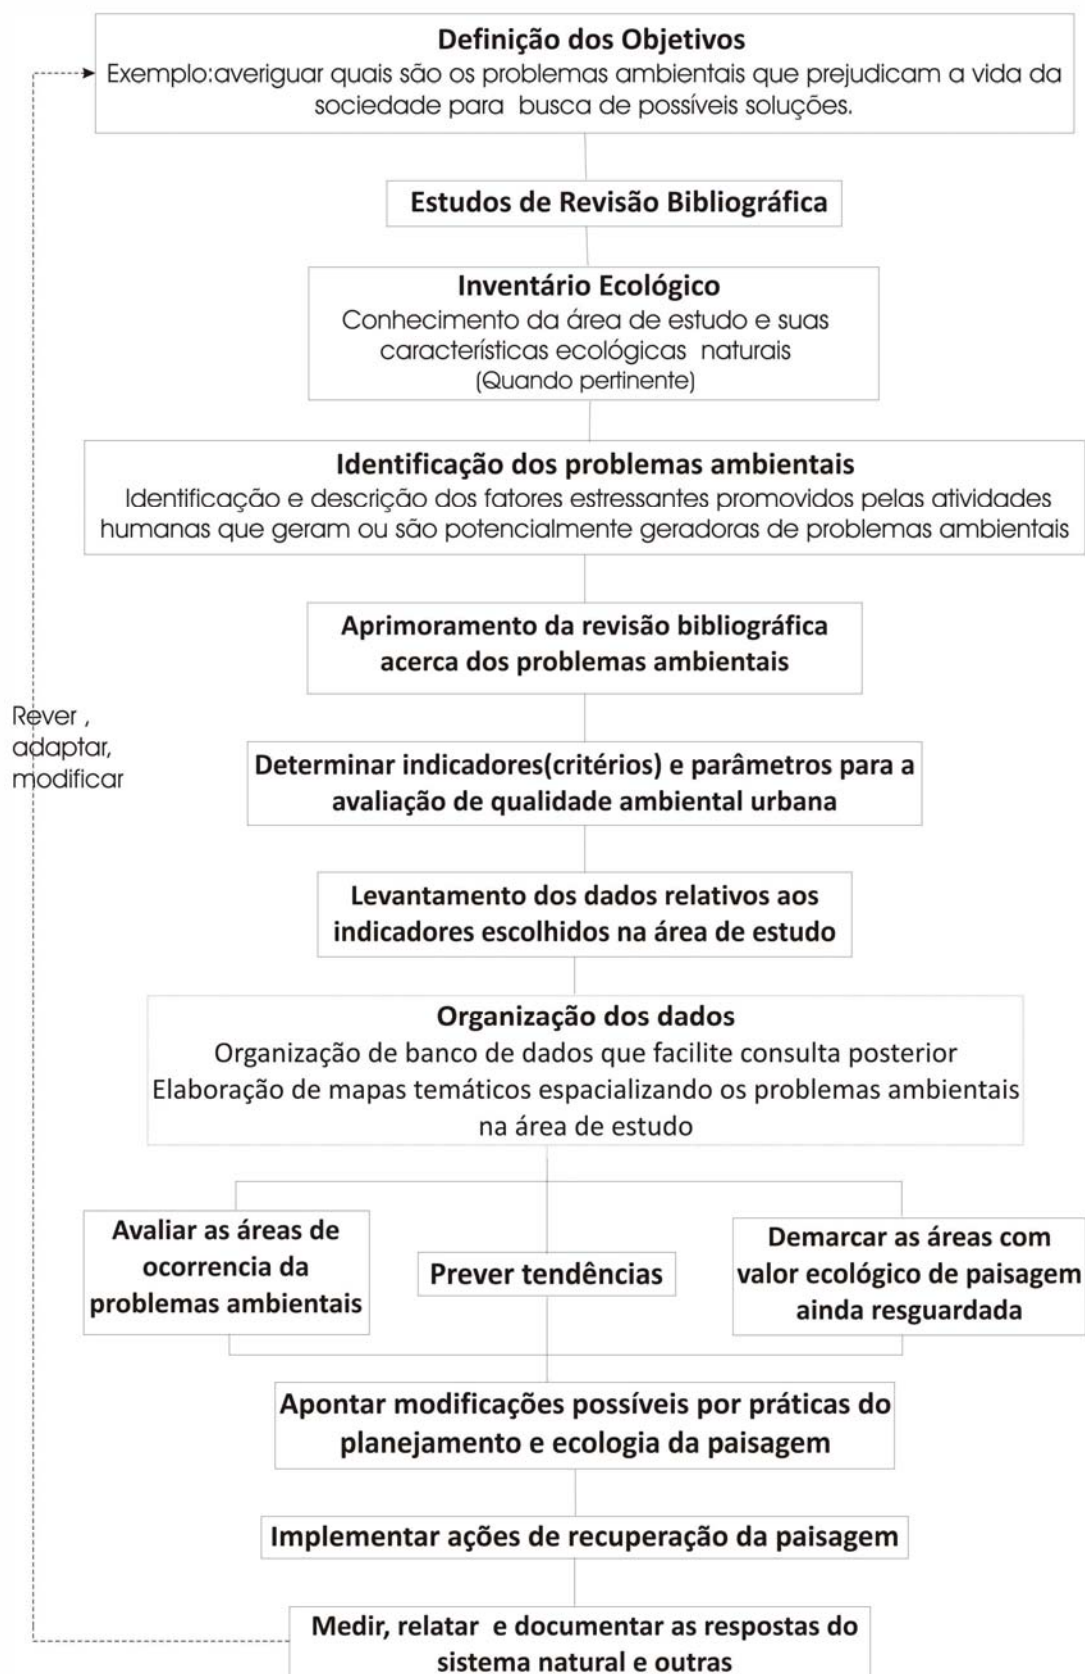 Definição dos Objetivos
Exemplo:averiguar quais são os problemas ambientais que prejudicam a vida da
sociedade para busca de possíveis soluções.
Estudos de Revisão Bibliográfica
Inventário Ecológico
Conhecimento da área de estudo e suas
características ecológicas naturais
(Quando pertinente)
Identificação dos problemas ambientais
Identificação e descrição dos fatores estressantes promovidos pelas atividades
humanas que geram ou são potencialmente geradoras de problemas ambientais
Aprimoramento da revisão bibliográfica
acerca dos problemas ambientais
Rever ,
adaptar,
modificar
Determinar indicadores(critérios) e parâmetros para a
avaliação de qualidade ambiental urbana
Levantamento dos dados relativos aos
indicadores escolhidos na área de estudo
Organização dos dados
Organização de banco de dados que facilite consulta posterior
Elaboração de mapas temáticos espacializando os problemas ambientais
na área de estudo
Avaliar as áreas de
ocorrencia da
problemas ambientais
Prever tendências
Demarcar as áreas com
valor ecológico de paisagem
ainda resguardada
Apontar modificações possíveis por práticas do
planejamento e ecologia da paisagem
Implementar ações de recuperação da paisagem
Medir, relatar e documentar as respostas do
sistema natural e outras